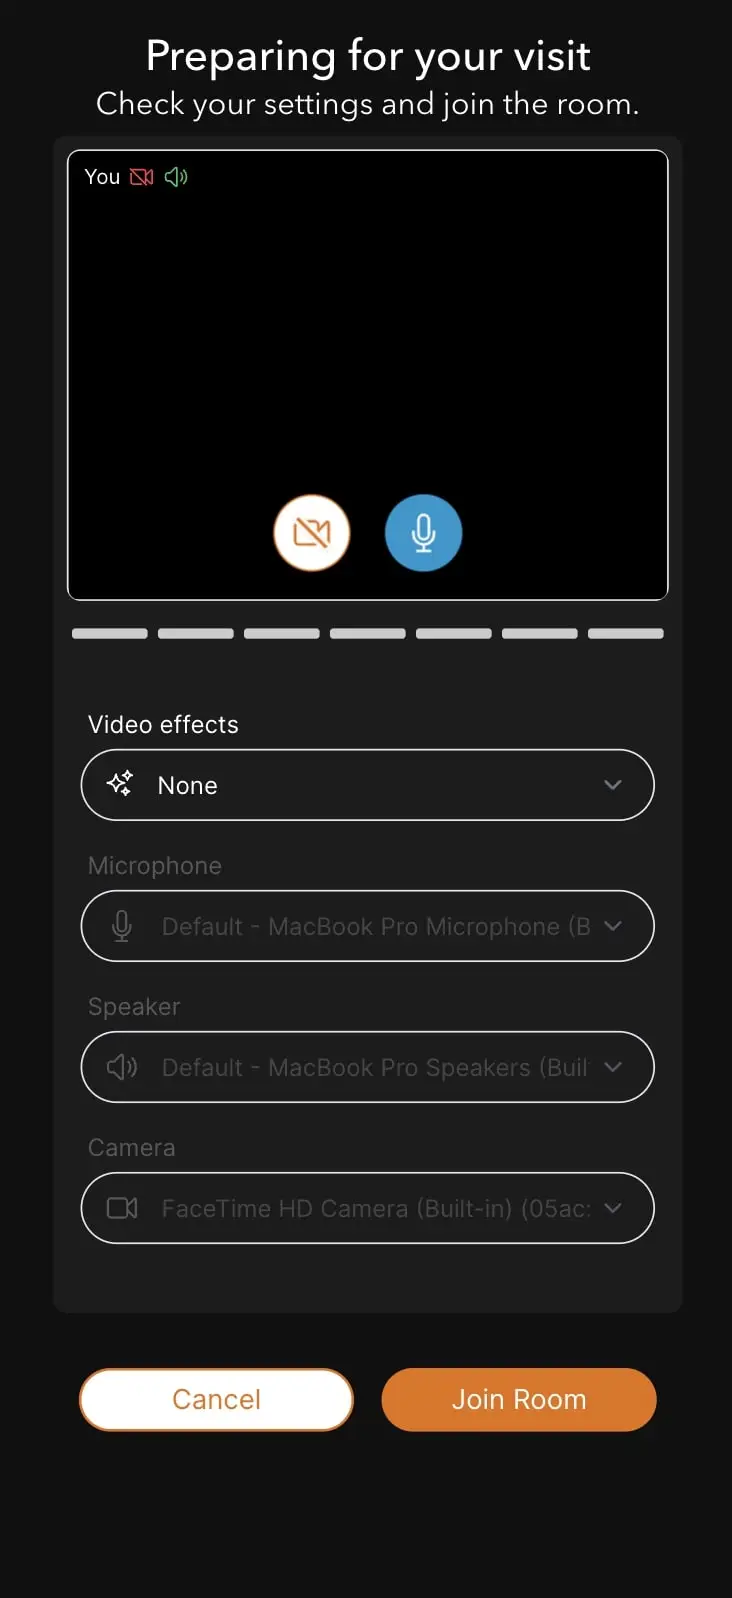 Preparing for your visit
Check your settings and join the room.
You
Video effects
None
Microphone
Default - MacBook Pro Microphone (B
Speaker
Default - MacBook Pro Speakers (Buil
Camera
FaceTime HD Camera (Built-in) (05ac:
Cancel
Join Room